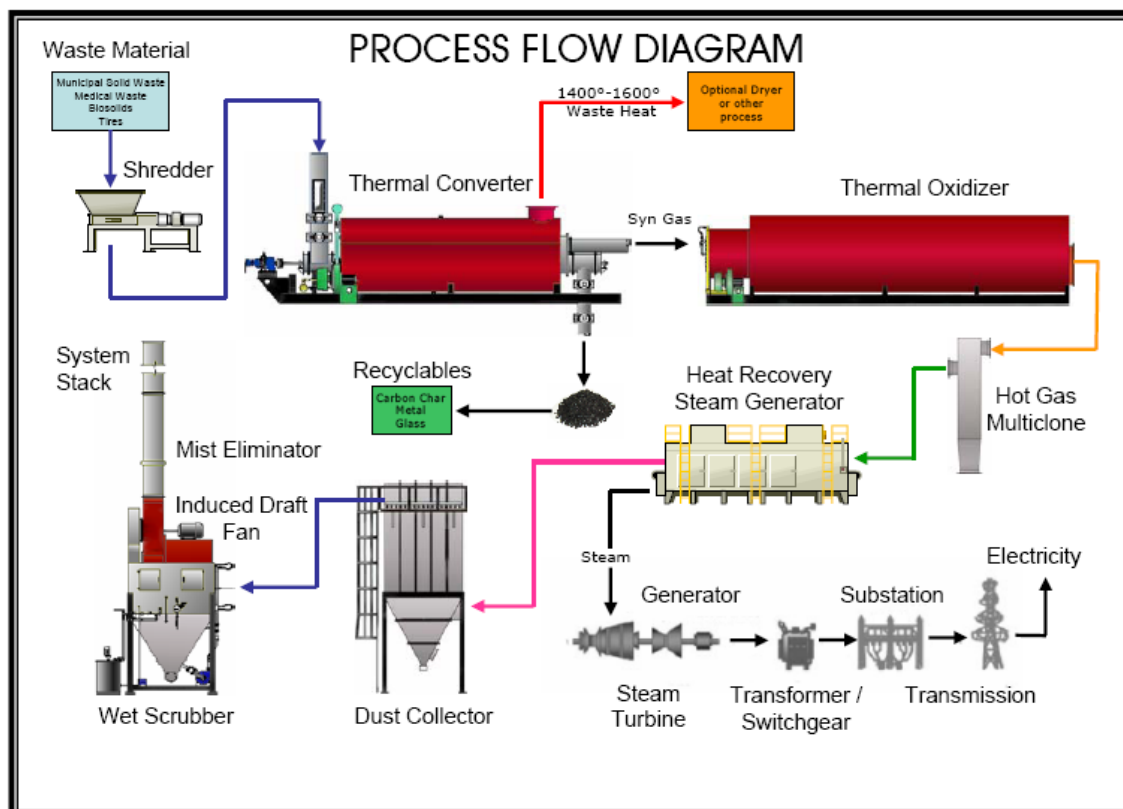 PROCESS FLOW DIAGRAM
Waste Material
Municipal Solid Waste
Medical Waste
Biosolids
Tires
1400°-1600°
Waste Heat
Optional Dryer
or other
process
Shredder
Thermal Converter
Syn Gas
Thermal Oxidizer
System
Stack
Recyclables
Carbon Char
Metal
Glass
Heat Recovery
Steam Generator
Hot Gas
Multiclone
Mist Eliminator
Induced Draft
Fan
Steam
Electricity
Generator
Substation
Wet Scrubber
Dust Collector
Steam
Turbine
Transformer /
Switchgear
Transmission